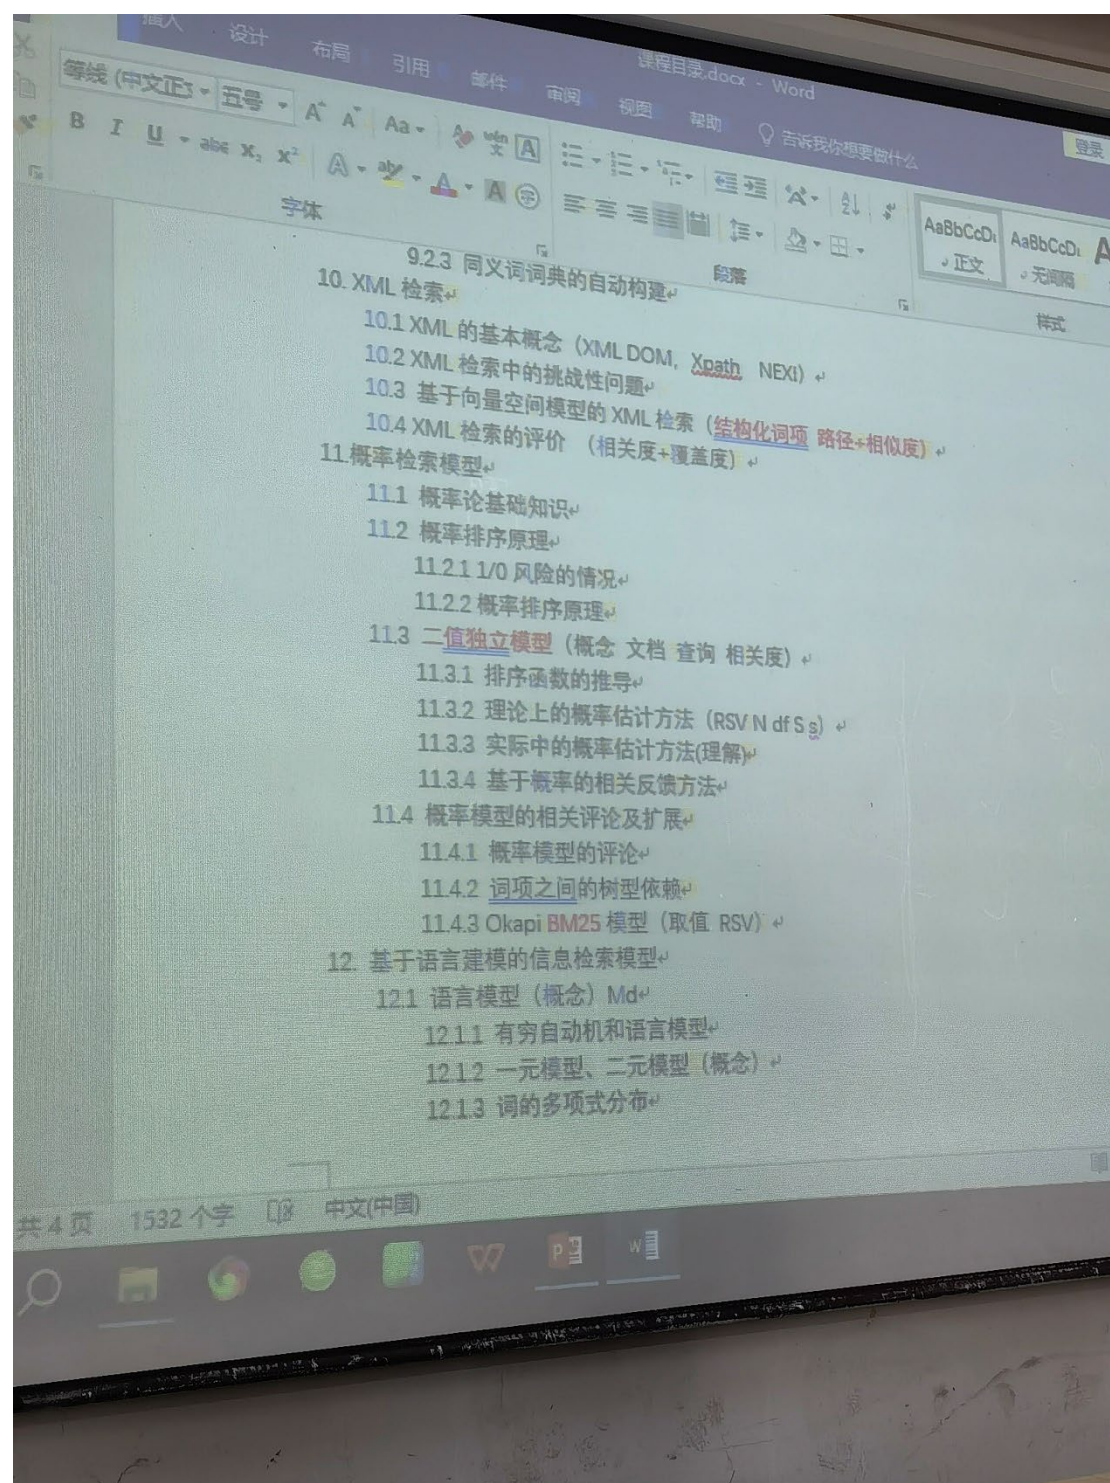 插入 设计 布局 引用 邮件 审阅 视图 帮助 告诉我你想要做什么
课程目录.docx - Word
登录
等线 (中文正文 五号 A A Aa wén 文 A
B I U abc X₂ X² A aby A A 字
字体
段落
样式
AaBbCcDı AaBbCcDı A
正文 无间隔
9.2.3 同义词词典的自动构建
10. XML 检索
10.1 XML 的基本概念（XML DOM，Xpath NEXI）
10.2 XML 检索中的挑战性问题
10.3 基于向量空间模型的 XML 检索（结构化词项 路径+相似度）
10.4 XML 检索的评价 （相关度+覆盖度）
11.概率检索模型
11.1 概率论基础知识
11.2 概率排序原理
11.2.1 1/0 风险的情况
11.2.2 概率排序原理
11.3 二值独立模型（概念 文档 查询 相关度）
11.3.1 排序函数的推导
11.3.2 理论上的概率估计方法（RSV N df S s）
11.3.3 实际中的概率估计方法(理解)
11.3.4 基于概率的相关反馈方法
11.4 概率模型的相关评论及扩展
11.4.1 概率模型的评论
11.4.2 词项之间的树型依赖
11.4.3 Okapi BM25 模型（取值 RSV）
12. 基于语言建模的信息检索模型
12.1 语言模型（概念）Md
12.1.1 有穷自动机和语言模型
12.1.2 一元模型、二元模型（概念）
12.1.3 词的多项式分布
共 4 页 1532 个字 中文(中国)